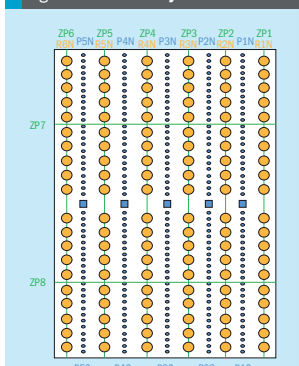 ZP6 ZP5 ZP4 ZP3 ZP2 ZP1
R6N P5N R5N P4N R4N P3N R3N P2N R2N P1N R1N
ZP7
ZP8